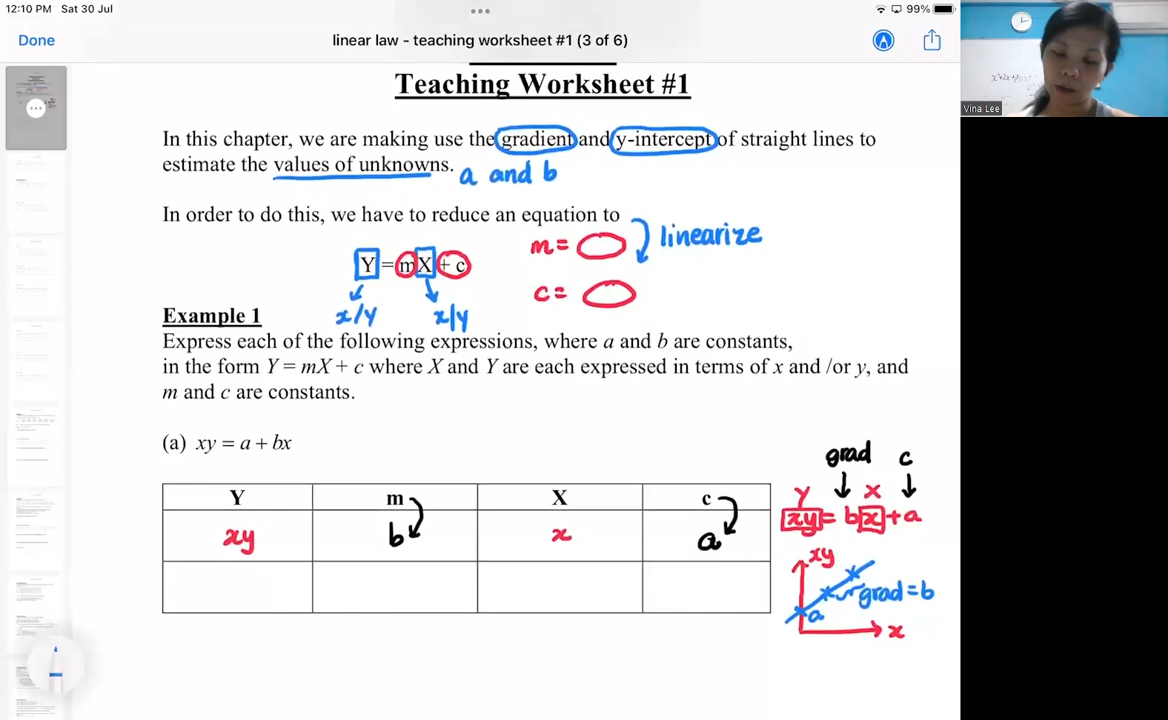 12:10 PM Sat 30 Jul
99%
Done
linear law - teaching worksheet #1 (3 of 6)
Teaching Worksheet #1
In this chapter, we are making use the gradient and y-intercept of straight lines to
estimate the values of unknowns. a and b
In order to do this, we have to reduce an equation to
linearize
Y = mX + c
m =
c =
x/y
x/y
Example 1
Express each of the following expressions, where a and b are constants,
in the form Y = mX + c where X and Y are each expressed in terms of x and /or y, and
m and c are constants.
(a) xy = a + bx
Y m X c
xy b x a
grad c
Y X
xy = bx + a
xy
grad = b
a
x
Vina Lee